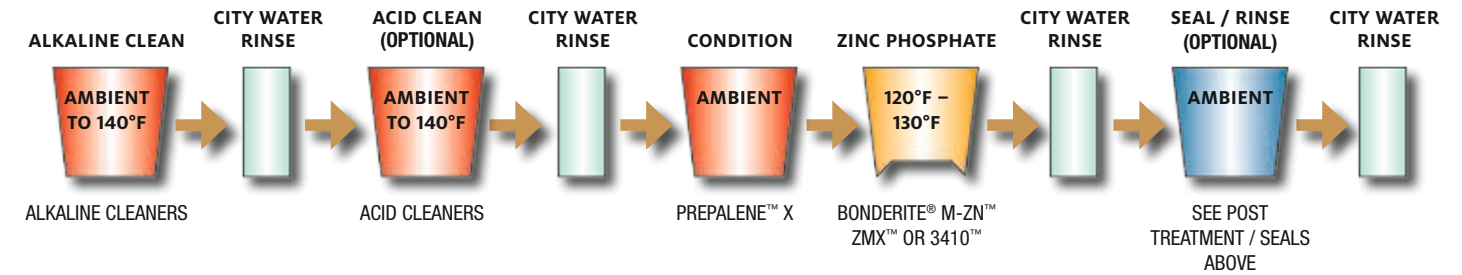 ALKALINE CLEAN
AMBIENT
TO 140°F
ALKALINE CLEANERS
CITY WATER
RINSE
ACID CLEAN
(OPTIONAL)
AMBIENT
TO 140°F
ACID CLEANERS
CITY WATER
RINSE
CONDITION
AMBIENT
PREPALENE™ X
ZINC PHOSPHATE
120°F –
130°F
BONDERITE® M-ZN™
ZMX™ OR 3410™
CITY WATER
RINSE
SEAL / RINSE
(OPTIONAL)
AMBIENT
SEE POST
TREATMENT / SEALS
ABOVE
CITY WATER
RINSE